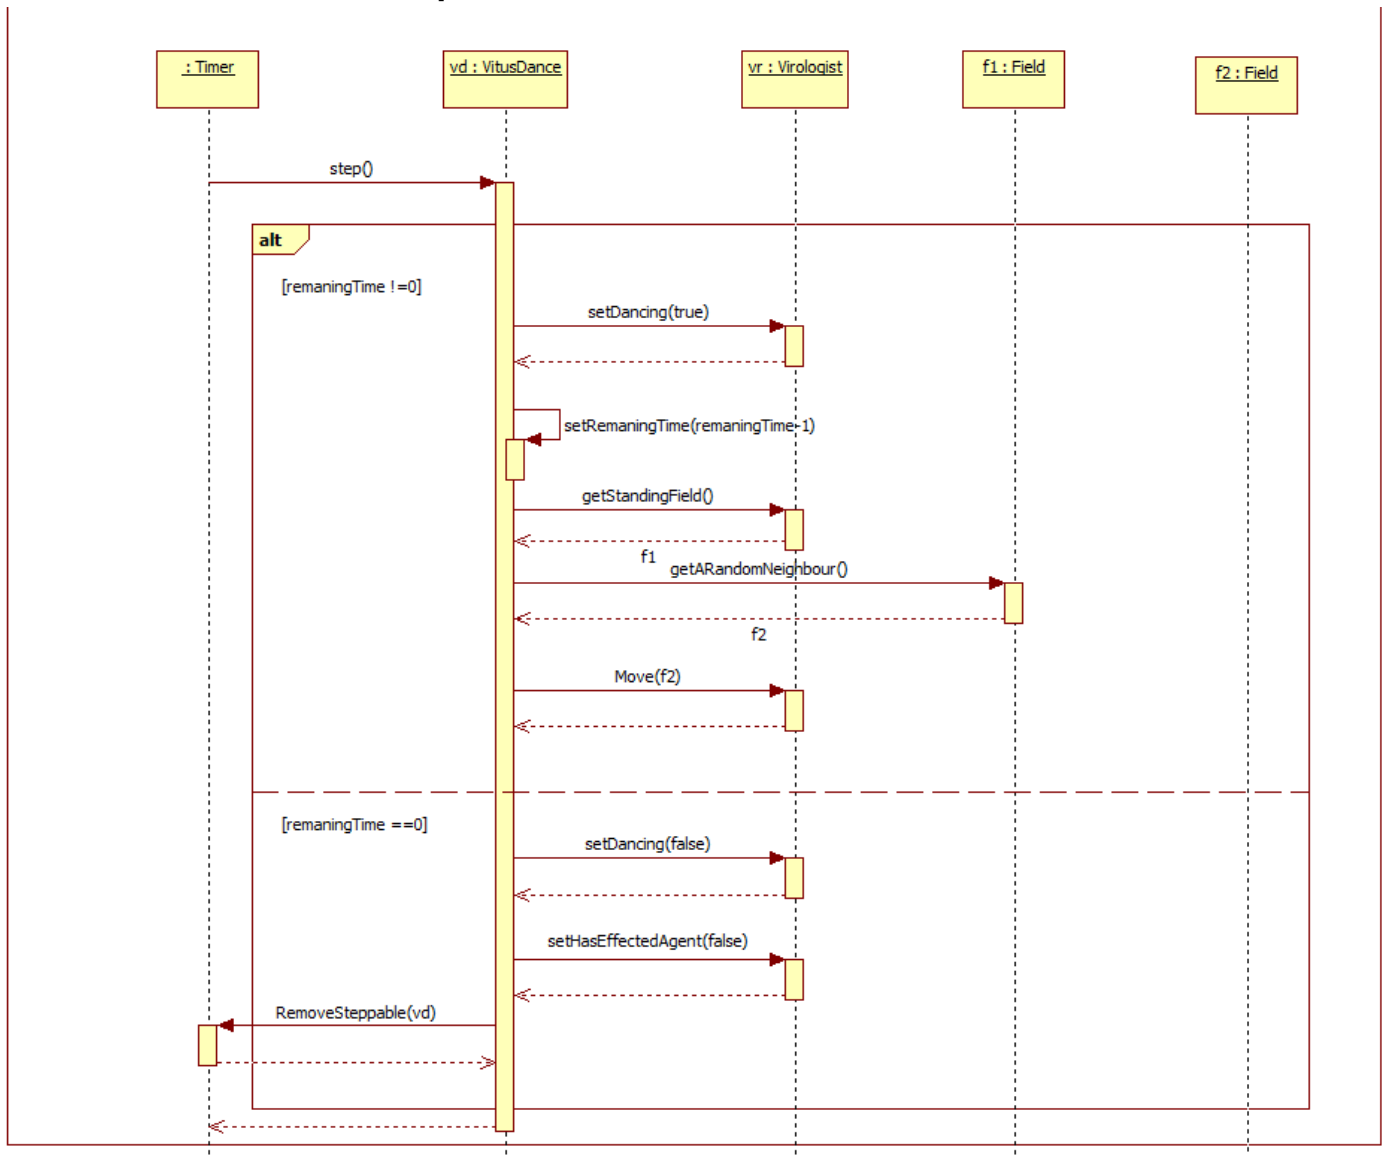 : Timer
vd : VitusDance
vr : Virologist
f1 : Field
f2 : Field
step()
alt
[remaningTime !=0]
setDancing(true)
setRemaningTime(remaningTime-1)
getStandingField()
f1
getARandomNeighbour()
f2
Move(f2)
[remaningTime ==0]
setDancing(false)
setHasEffectedAgent(false)
RemoveSteppable(vd)